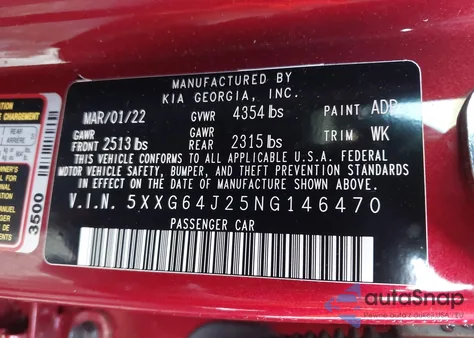 MANUFACTURED BY
KIA GEORGIA, INC.
MAR/01/22 GVWR 4354 lbs PAINT ADP
GAWR FRONT 2513 lbs GAWR REAR 2315 lbs TRIM WK
THIS VEHICLE CONFORMS TO ALL APPLICABLE U.S.A. FEDERAL
MOTOR VEHICLE SAFETY, BUMPER, AND THEFT PREVENTION STANDARDS
IN EFFECT ON THE DATE OF MANUFACTURE SHOWN ABOVE.
V.I.N. 5XXG64J25NG146470
PASSENGER CAR
3500
autoSnap